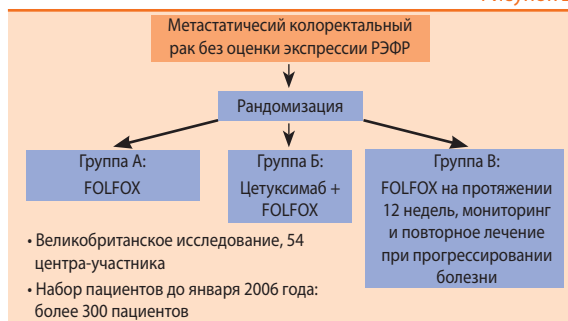 Метастатичесий колоректальный
рак без оценки экспрессии РЭФР
Рандомизация
Группа А:
FOLFOX
Группа Б:
Цетуксимаб +
FOLFOX
Группа В:
FOLFOX на протяжении
12 недель, мониторинг
и повторное лечение
при прогрессировании
болезни
• Великобританское исследование, 54
центра-участника
• Набор пациентов до января 2006 года:
более 300 пациентов